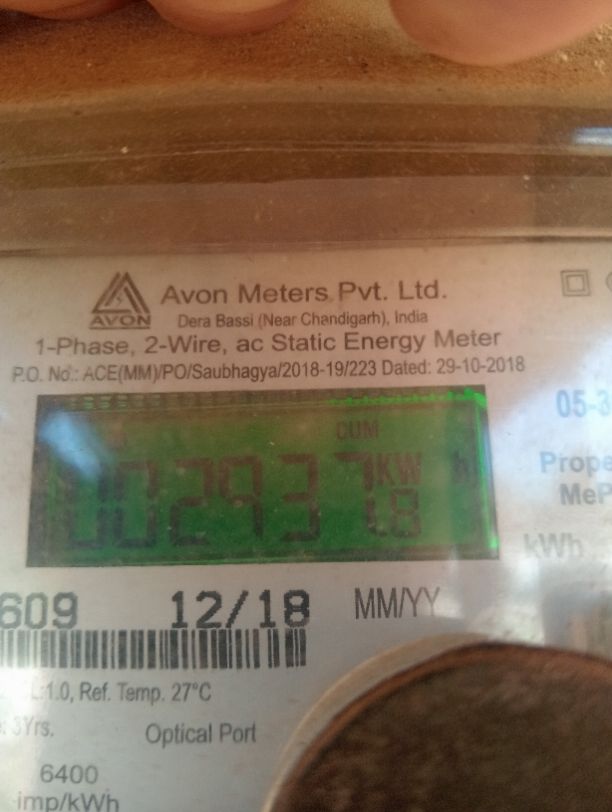 Avon Meters Pvt. Ltd.
AVON
Dera Bassi (Near Chandigarh), India
1-Phase, 2-Wire, ac Static Energy Meter
P.O. No.: ACE(MM)/PO/Saubhagya/2018-19/223 Dated: 29-10-2018
CUM
002937.8 KW h
05-3
Prope
MeP
kWh
609 12/18 MM/YY
1.0, Ref. Temp. 27°C
3Yrs. Optical Port
6400
imp/kWh